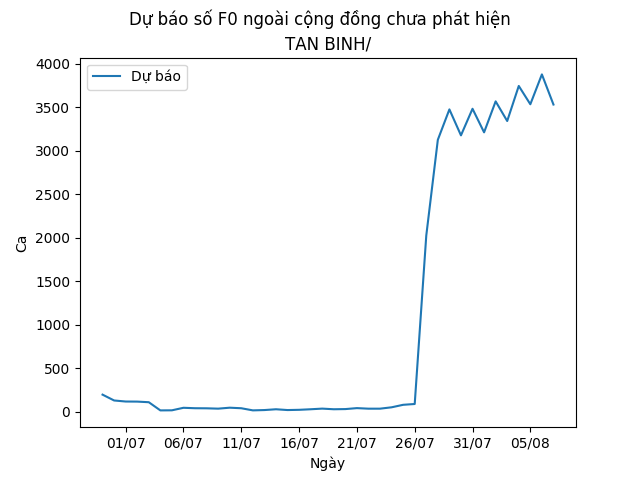 Dự báo số F0 ngoài cộng đồng chưa phát hiện
TAN BINH/
Dự báo
4000
3500
3000
2500
2000
1500
1000
500
0
Ca
01/07 06/07 11/07 16/07 21/07 26/07 31/07 05/08
Ngày